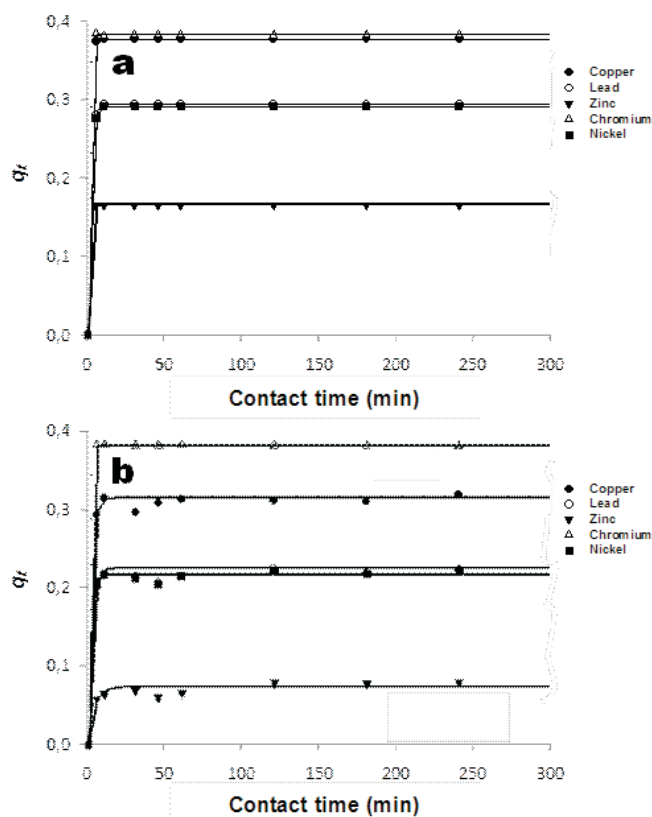 0,4
a
0,3
0,2
0,1
0,0
qt
0 50 100 150 200 250 300
Contact time (min)
Copper
Lead
Zinc
Chromium
Nickel
0,4
b
0,3
0,2
0,1
0,0
qt
0 50 100 150 200 250 300
Contact time (min)
Copper
Lead
Zinc
Chromium
Nickel